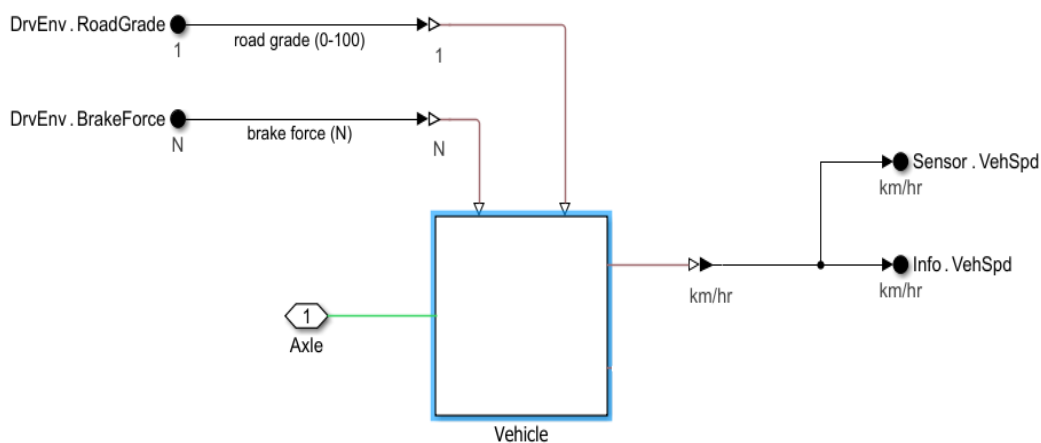 DrvEnv . RoadGrade
1
road grade (0-100)
1
DrvEnv . BrakeForce
N
brake force (N)
N
Sensor . VehSpd
km/hr
km/hr
Info . VehSpd
km/hr
1
Axle
Vehicle